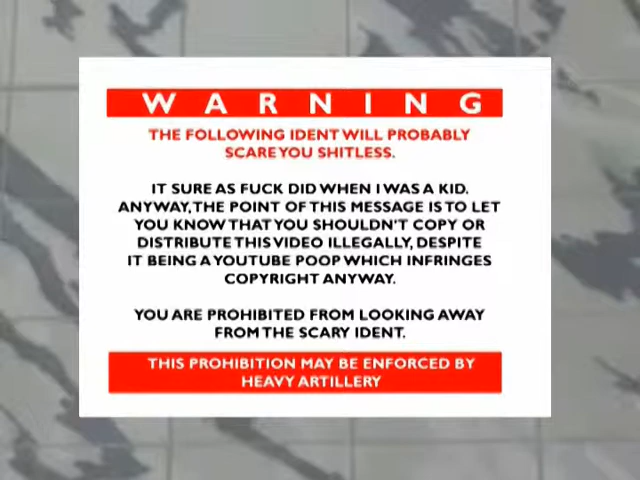 WARNING
THE FOLLOWING IDENT WILL PROBABLY
SCARE YOU SHITLESS.
IT SURE AS FUCK DID WHEN I WAS A KID.
ANYWAY, THE POINT OF THIS MESSAGE IS TO LET
YOU KNOW THAT YOU SHOULDN'T COPY OR
DISTRIBUTE THIS VIDEO ILLEGALLY, DESPITE
IT BEING A YOUTUBE POOP WHICH INFRINGES
COPYRIGHT ANYWAY.
YOU ARE PROHIBITED FROM LOOKING AWAY
FROM THE SCARY IDENT.
THIS PROHIBITION MAY BE ENFORCED BY
HEAVY ARTILLERY